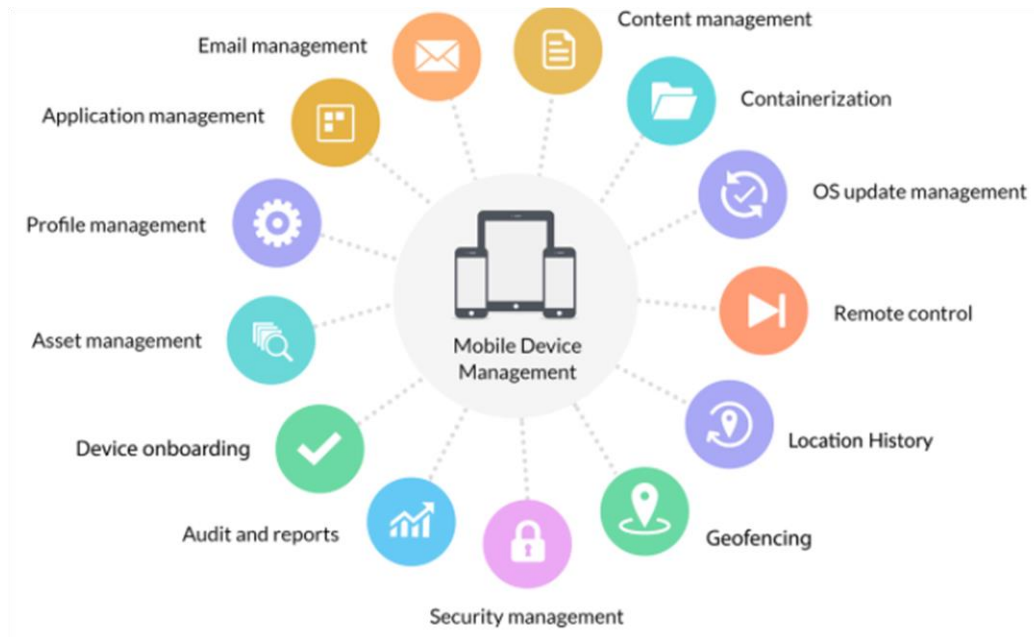 Content management
Email management
Containerization
Application management
OS update management
Profile management
Remote control
Asset management
Mobile Device
Management
Location History
Device onboarding
Audit and reports
Geofencing
Security management